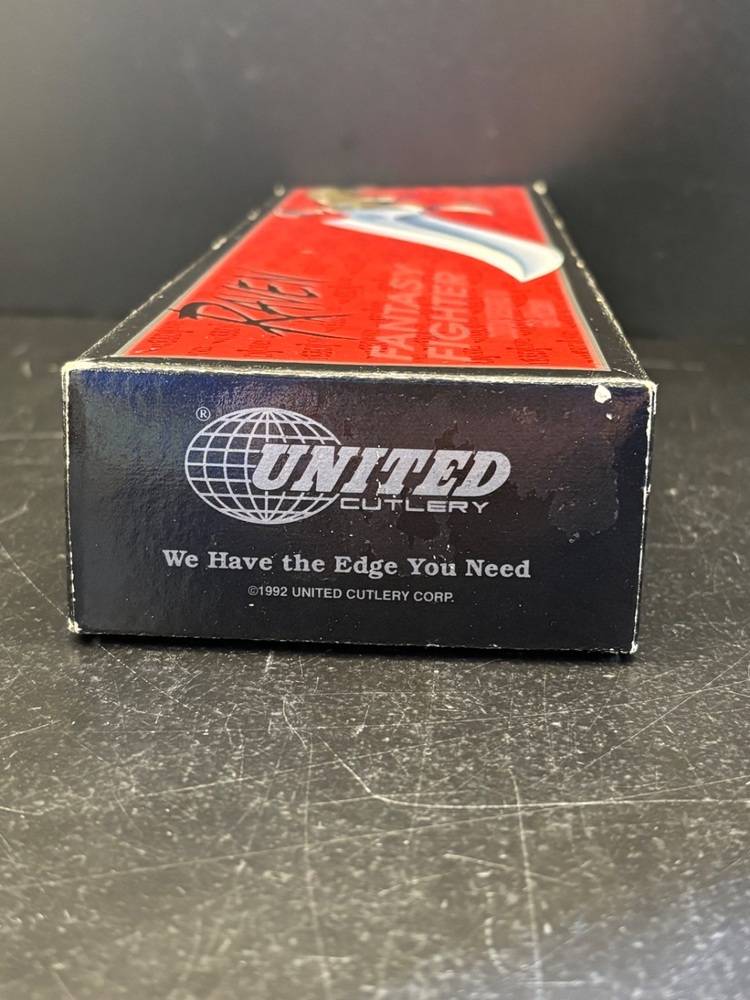 RAVEN
FANTASY
FIGHTER
®
UNITED
CUTLERY
We Have the Edge You Need
©1992 UNITED CUTLERY CORP.